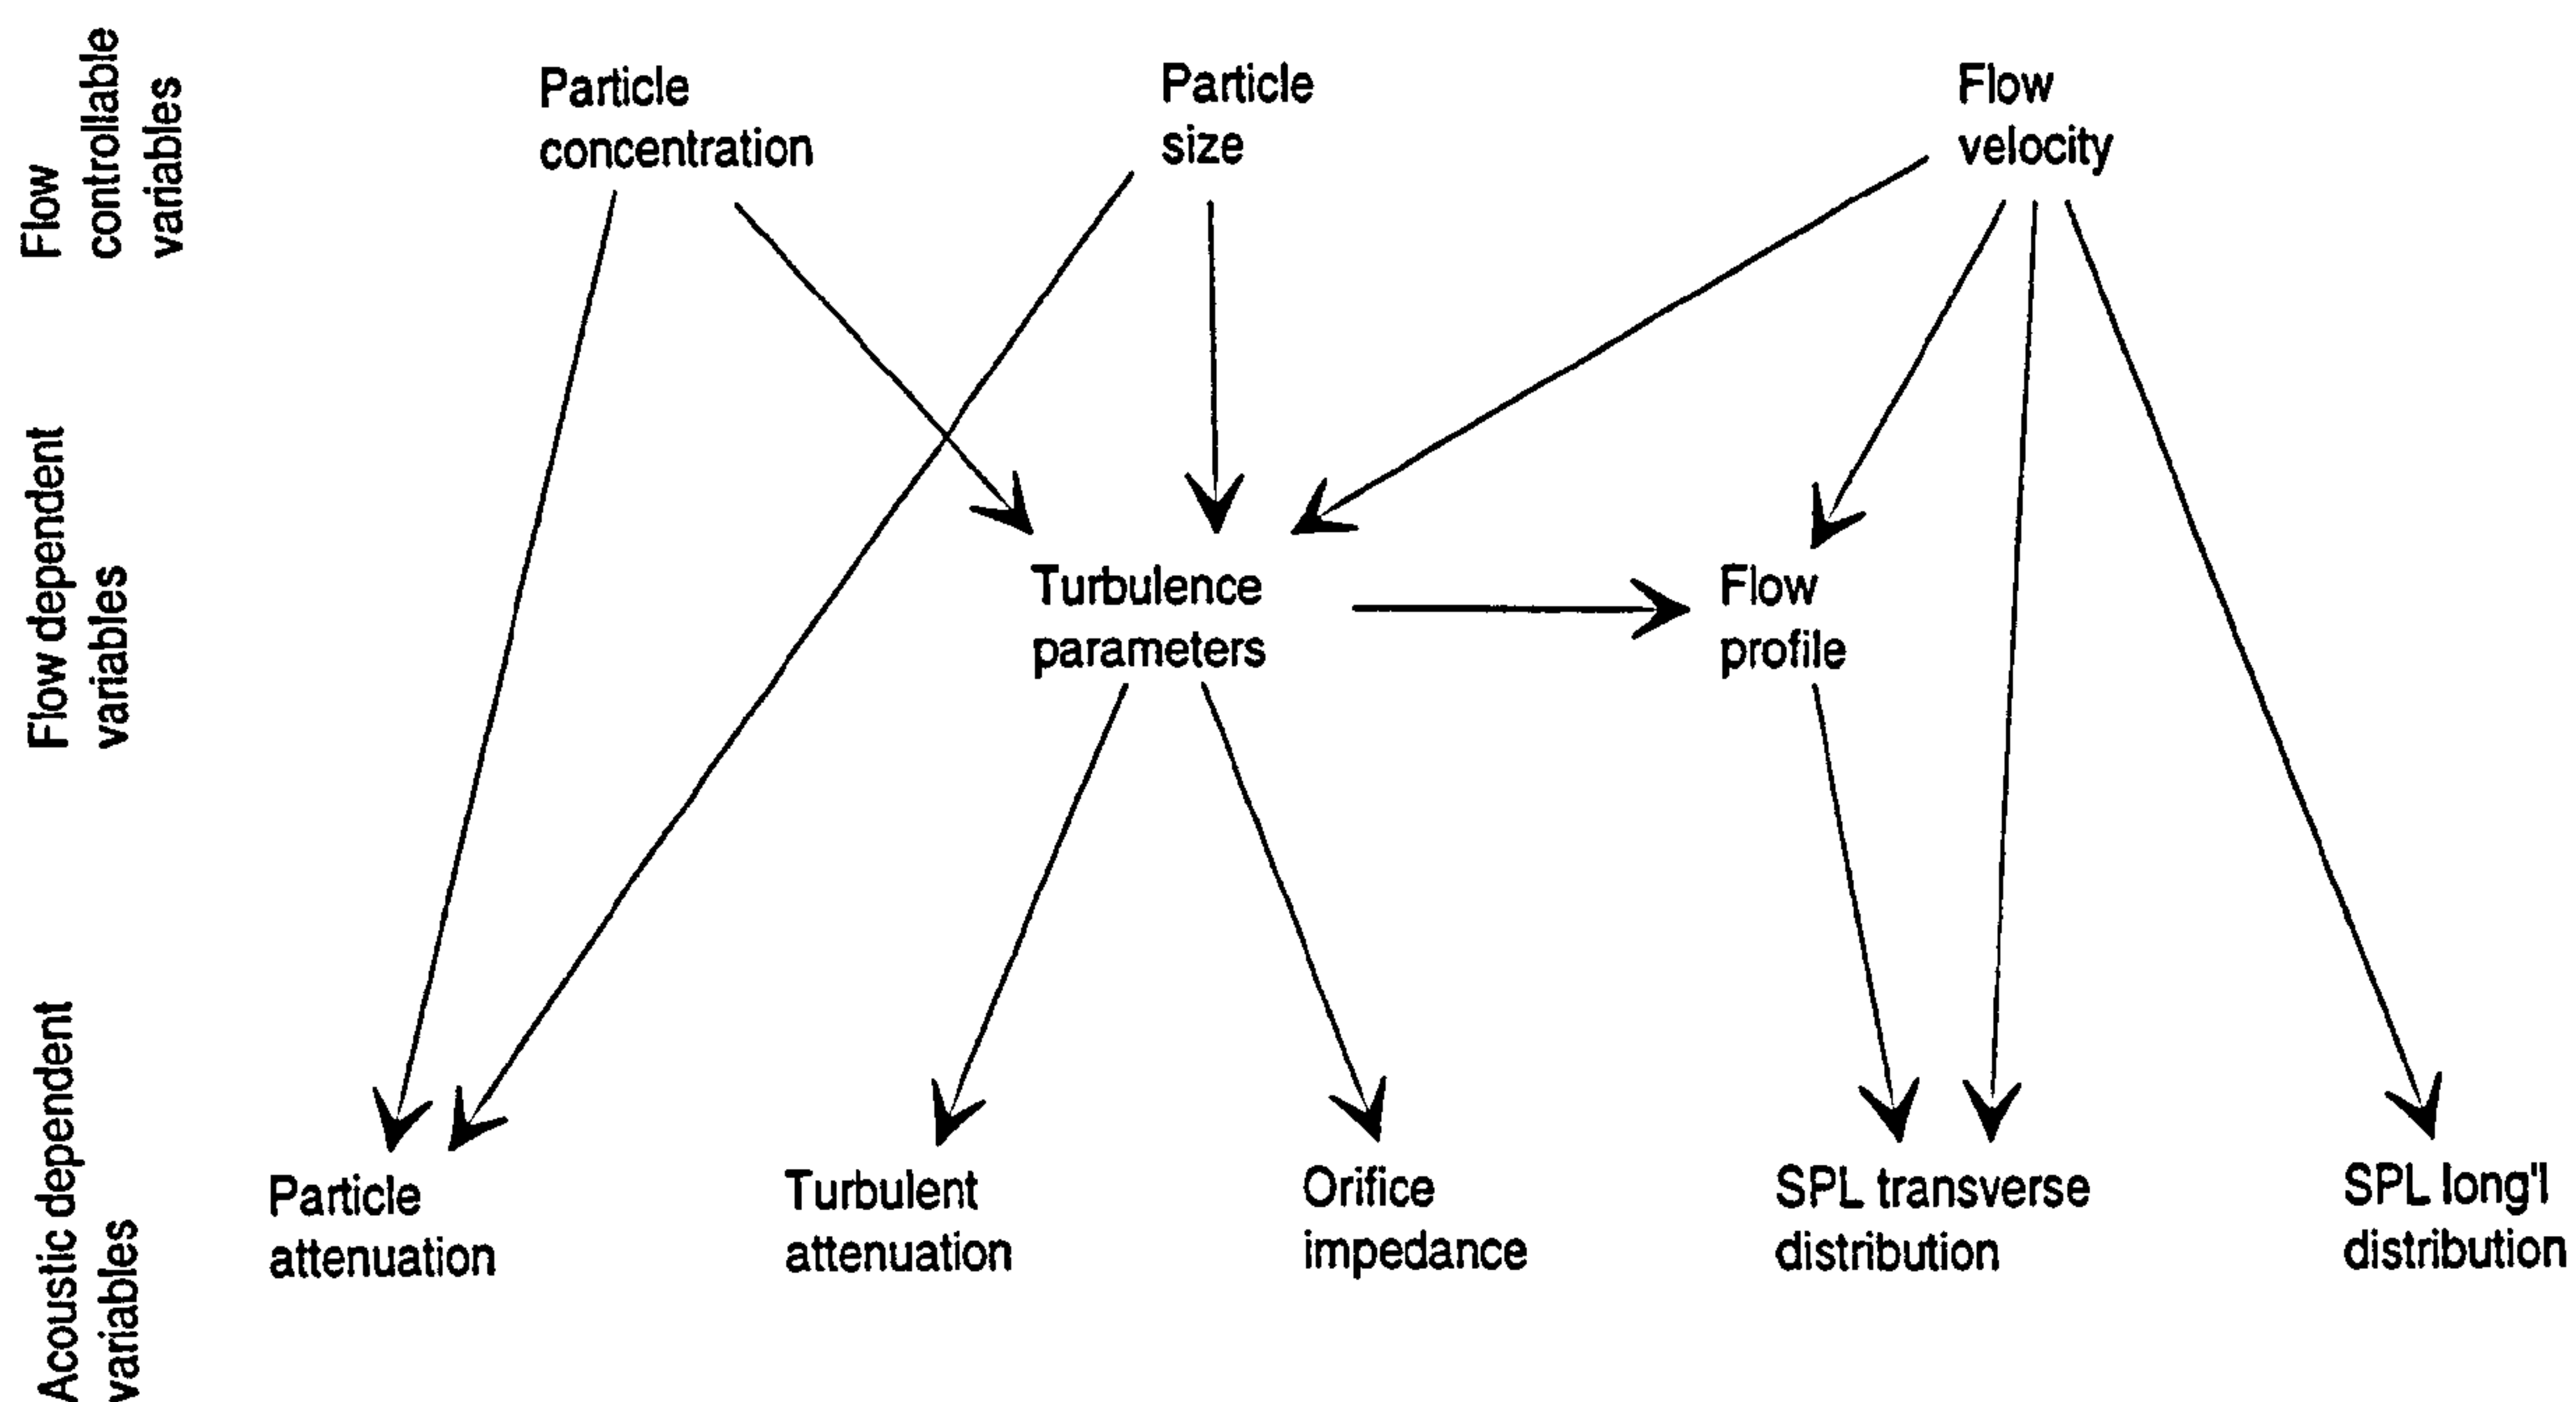 Flow
controllable
variables
Particle
concentration
Particle
size
Flow
velocity
Flow dependent
variables
Turbulence
parameters
Flow
profile
Acoustic dependent
variables
Particle
attenuation
Turbulent
attenuation
Orifice
impedance
SPL transverse
distribution
SPL long'l
distribution